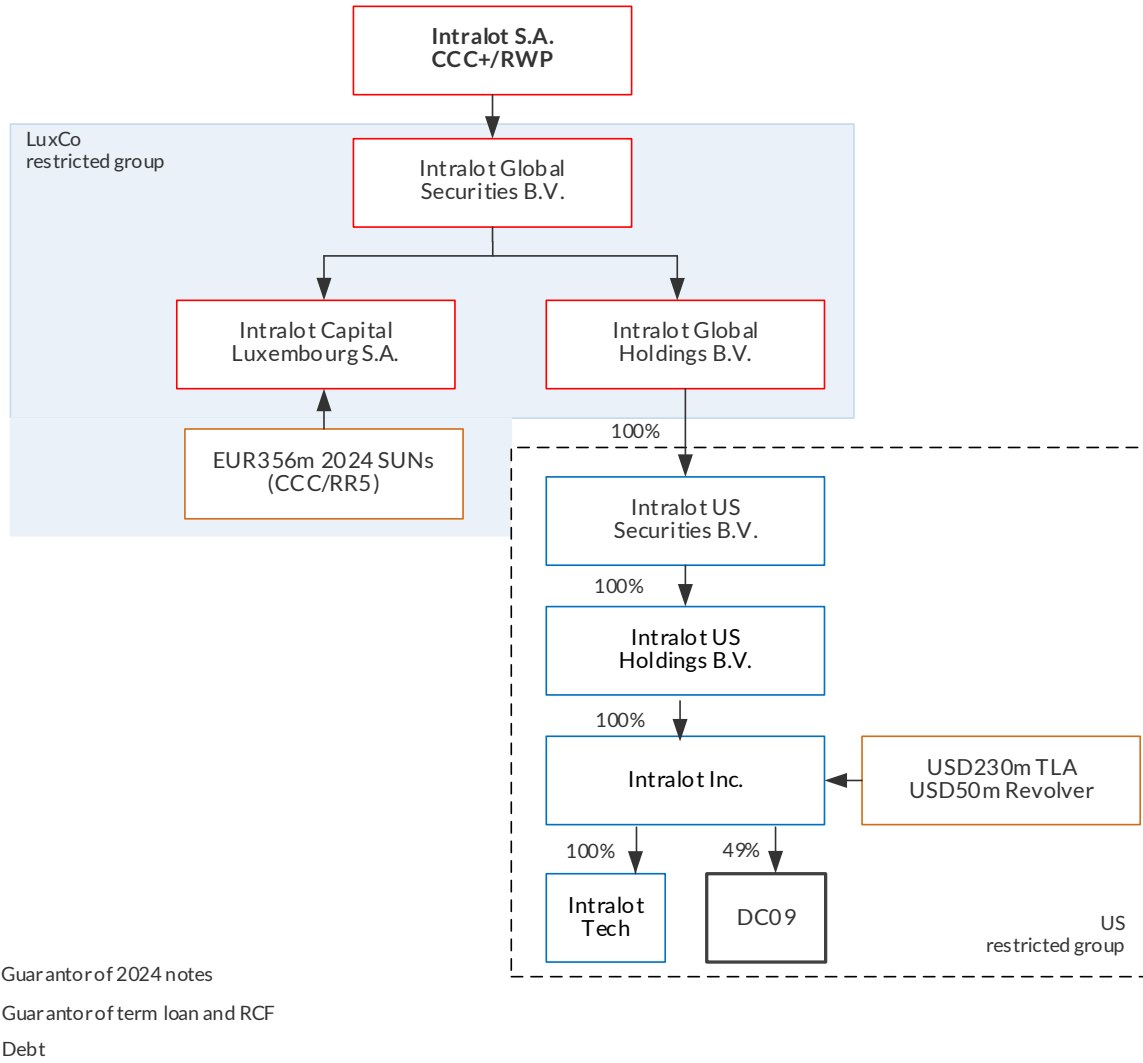 Intralot S.A.
CCC+/RWP
LuxCo
restricted group
Intralot Global
Securities B.V.
Intralot Capital
Luxembourg S.A.
Intralot Global
Holdings B.V.
100%
EUR356m 2024 SUNs
(CCC/RR5)
Intralot US
Securities B.V.
100%
Intralot US
Holdings B.V.
100%
Intralot Inc.
USD230m TLA
USD50m Revolver
100%
49%
Intralot
Tech
DC09
US
restricted group
Guarantor of 2024 notes
Guarantor of term loan and RCF
Debt